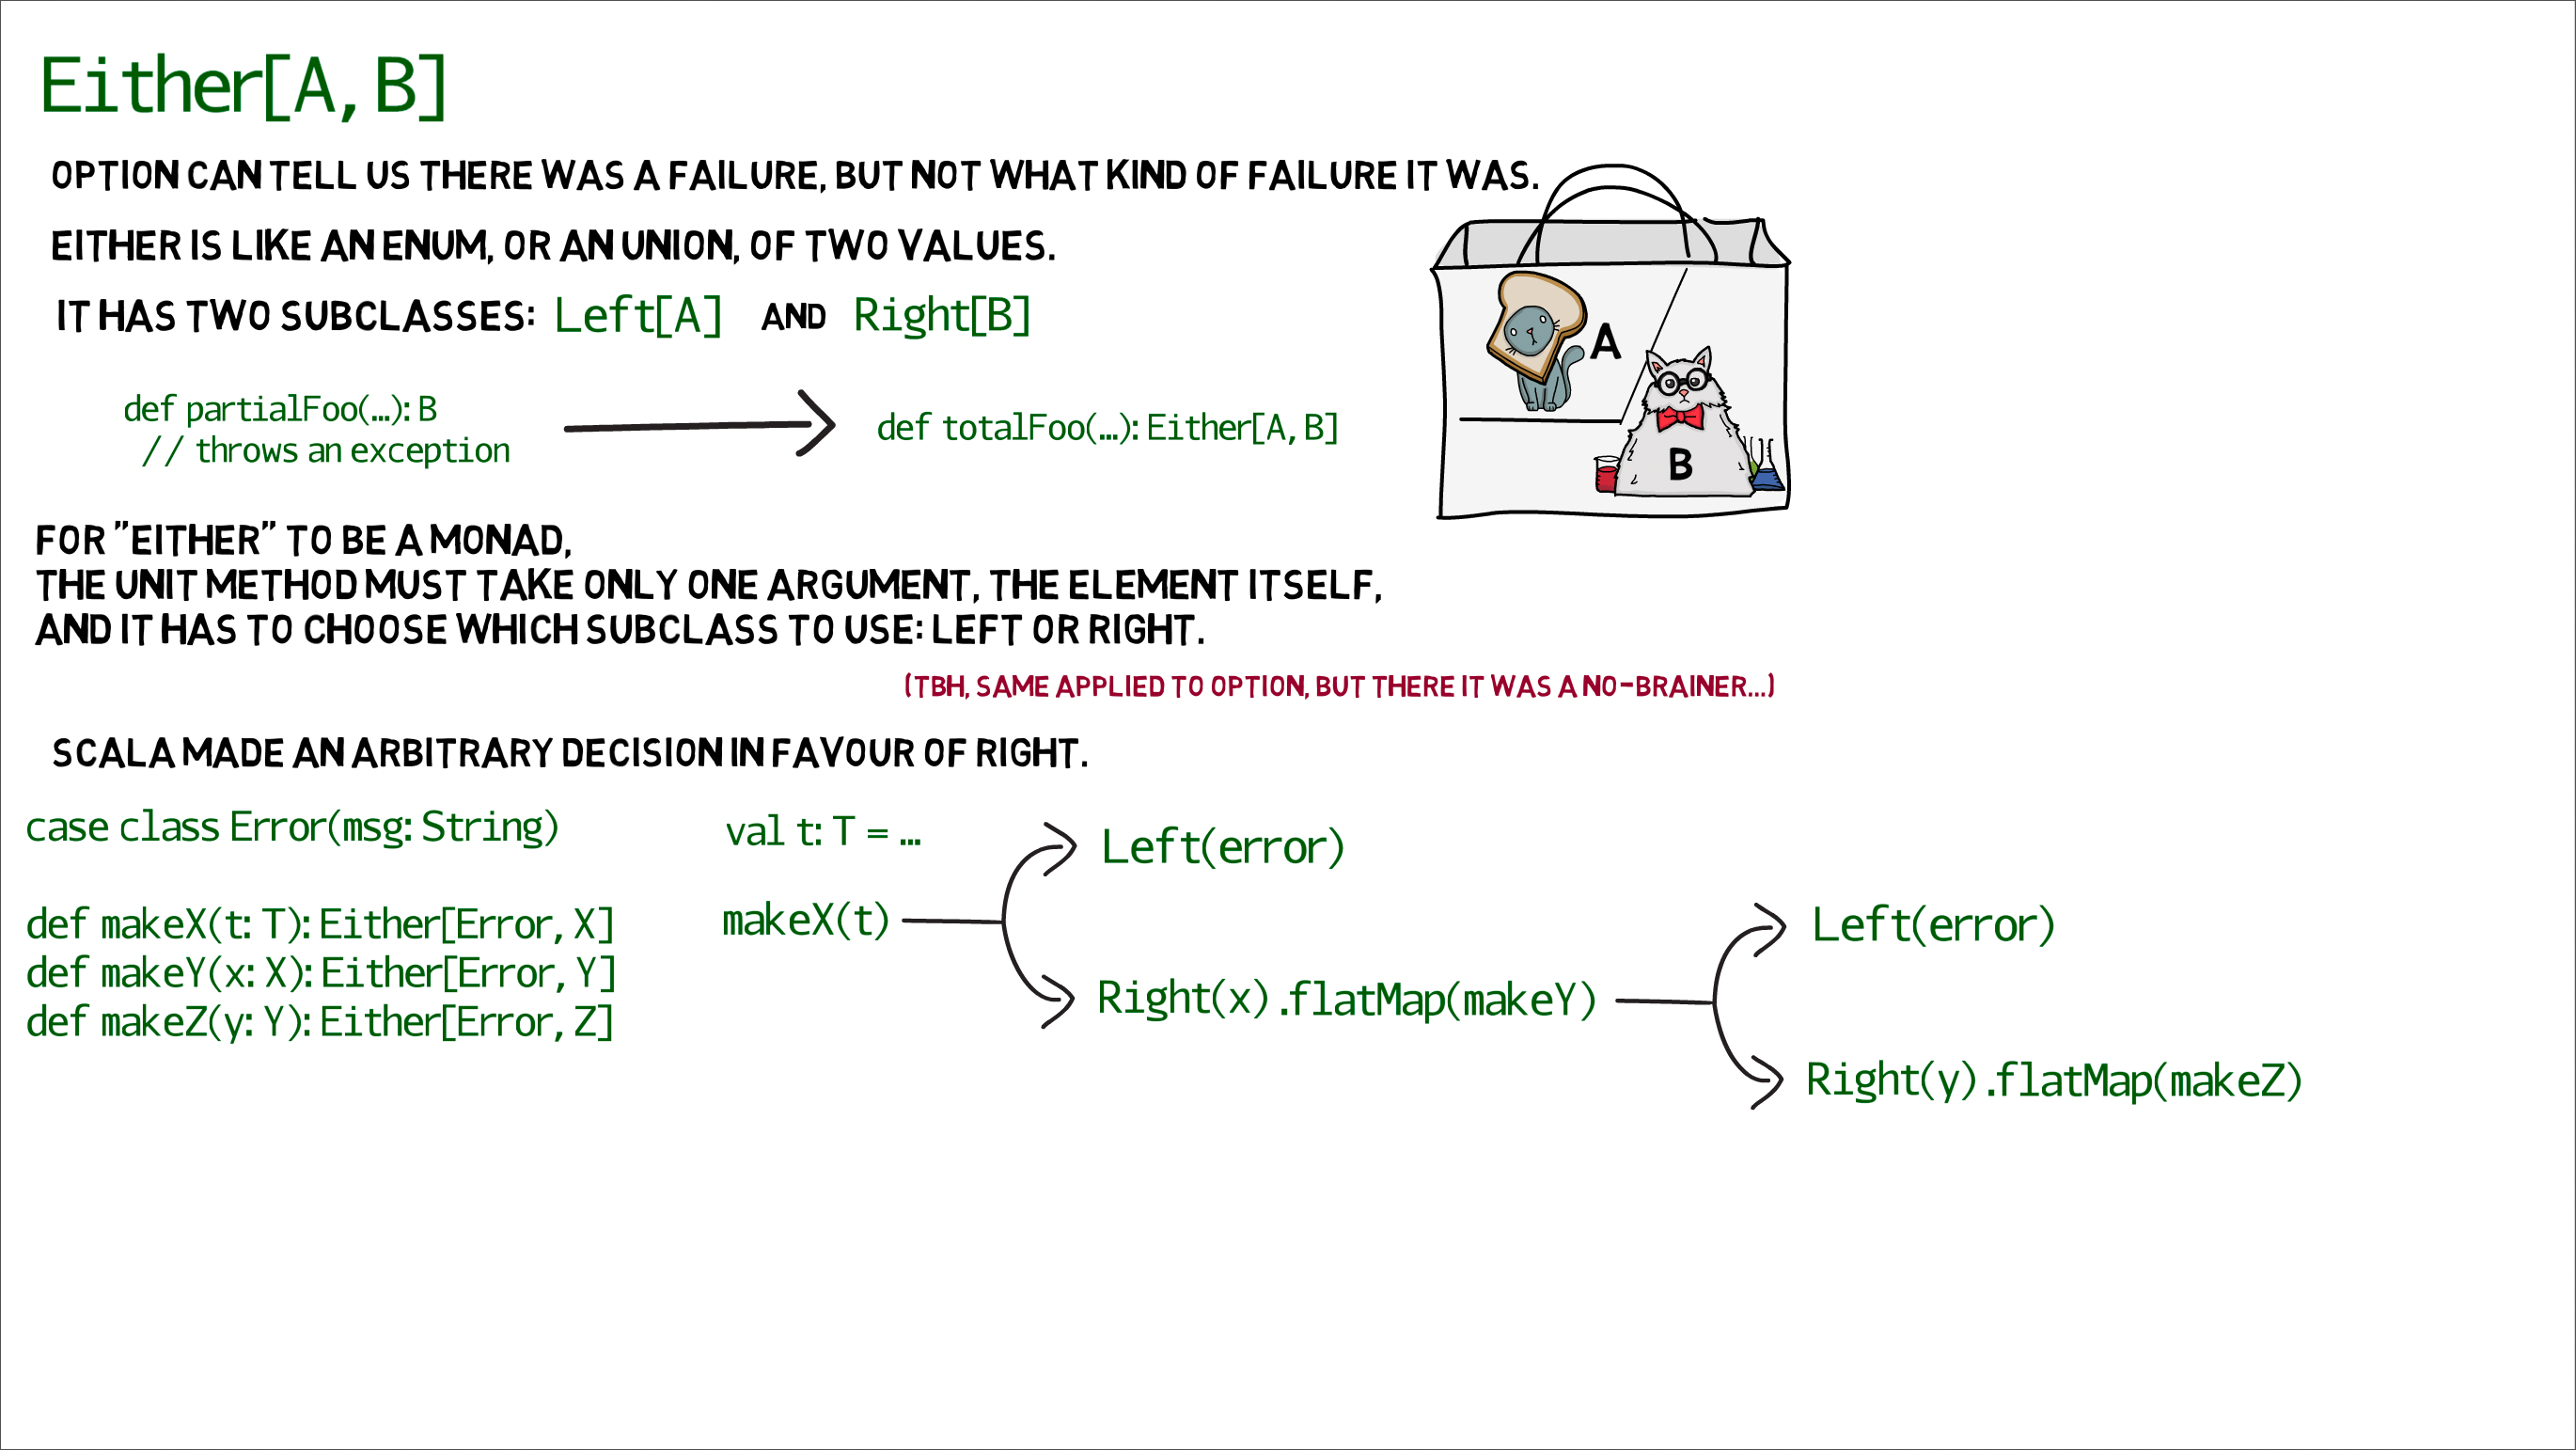 Either[A, B]
OPTION CAN TELL US THERE WAS A FAILURE, BUT NOT WHAT KIND OF FAILURE IT WAS.
EITHER IS LIKE AN ENUM, OR AN UNION, OF TWO VALUES.
IT HAS TWO SUBCLASSES: Left[A] AND Right[B]
def partialFoo(…): B
// throws an exception
def totalFoo(…): Either[A, B]
A
B
FOR "EITHER" TO BE A MONAD,
THE UNIT METHOD MUST TAKE ONLY ONE ARGUMENT, THE ELEMENT ITSELF,
AND IT HAS TO CHOOSE WHICH SUBCLASS TO USE: LEFT OR RIGHT.
(TBH, SAME APPLIED TO OPTION, BUT THERE IT WAS A NO-BRAINER...)
SCALA MADE AN ARBITRARY DECISION IN FAVOUR OF RIGHT.
case class Error(msg: String)
def makeX(t: T): Either[Error, X]
def makeY(x: X): Either[Error, Y]
def makeZ(y: Y): Either[Error, Z]
val t: T = …
makeX(t)
Left(error)
Right(x).flatMap(makeY)
Left(error)
Right(y).flatMap(makeZ)